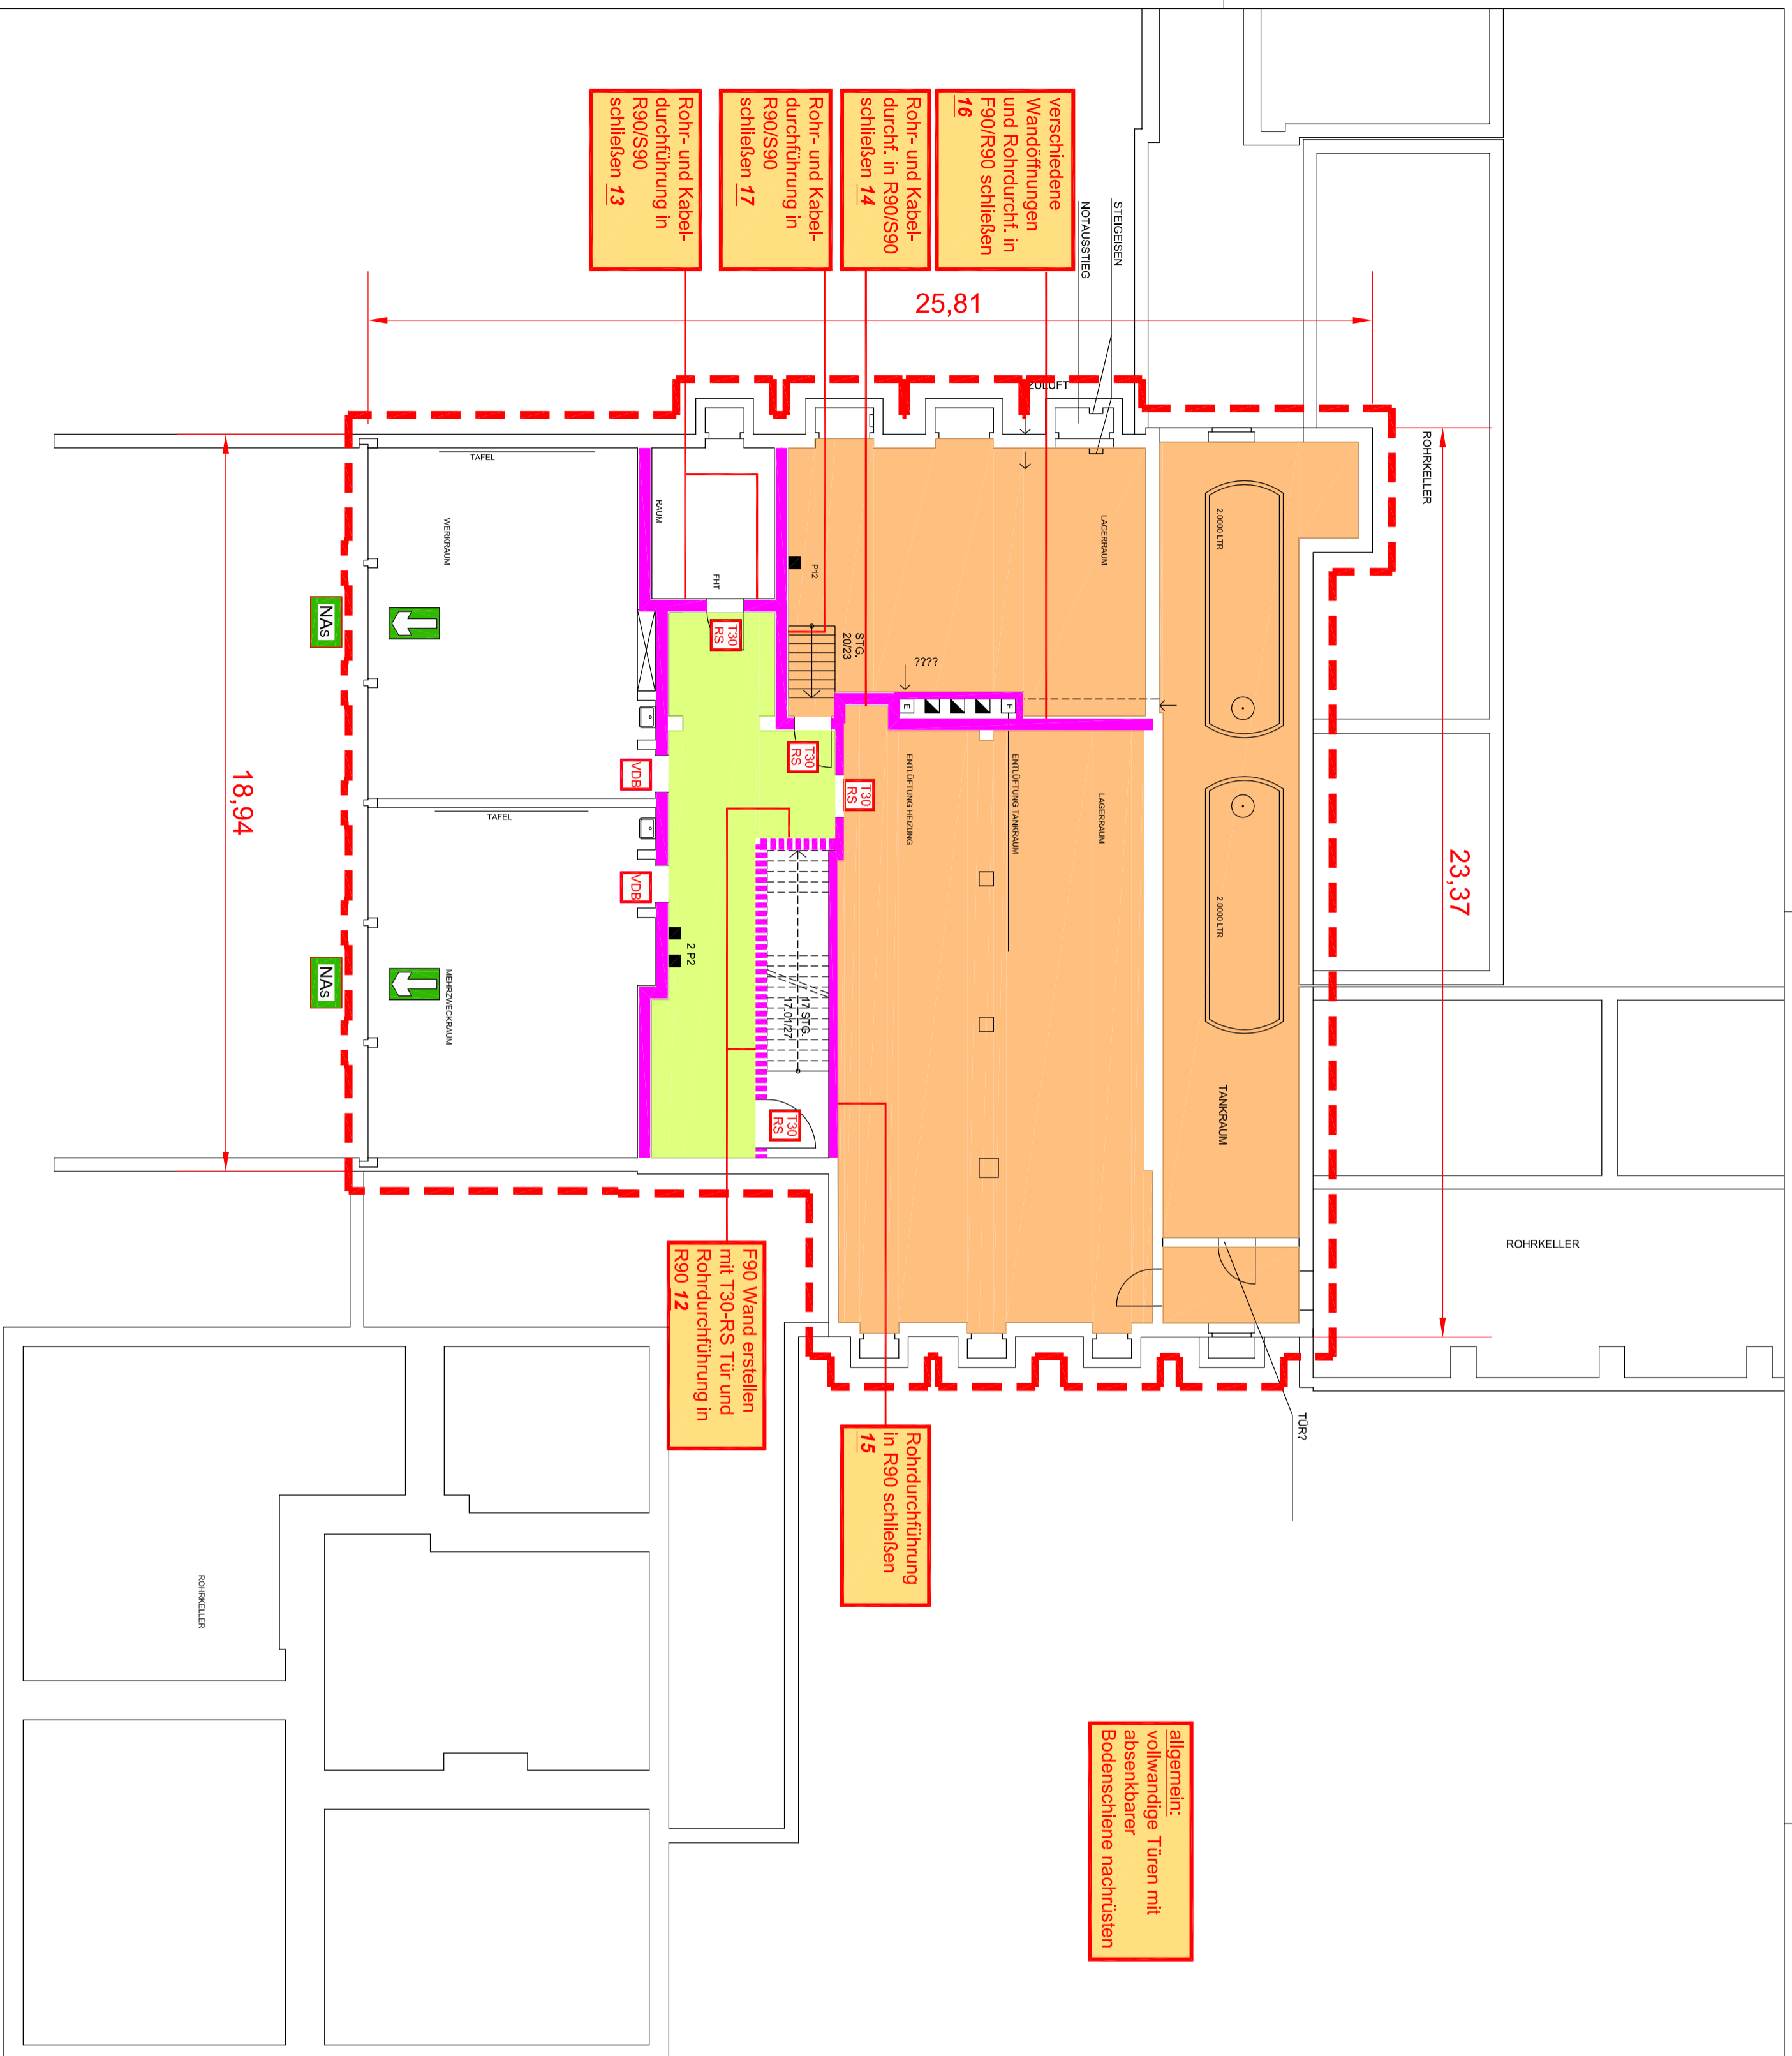 verschiedene
Wandöffnungen
und Rohrdurchf. in
F90/R90 schließen
16
Rohr- und Kabel-
durchf. in R90/S90
schließen 14
Rohr- und Kabel-
durchführung in
R90/S90
schließen 17
Rohr- und Kabel-
durchführung in
R90/S90
schließen 13
STEIGEISEN
NOTAUSSTIEG
25,81
ZULUFT
ROHRKELLER
23,37
2.0000 LTR
2.0000 LTR
TANKRAUM
LAGERRAUM
LAGERRAUM
ENTLÜFTUNG TANKRAUM
ENTLÜFTUNG HEIZUNG
????
E
E
STG.
20/23
P12
RAUM
FHT
T30
RS
T30
RS
T30
RS
T30
RS
17 STG.
17,01/27
2 P2
VDB
VDB
TAFEL
WERKRAUM
TAFEL
MEHRZWECKRAUM
NAs
NAs
18,94
ROHRKELLER
TÜR?
F90 Wand erstellen
mit T30-RS Tür und
Rohrdurchführung in
R90 12
Rohrdurchführung
in R90 schließen
15
allgemein:
vollwandige Türen mit
absenkbarer
Bodenschiene nachrüsten
ROHRKELLER